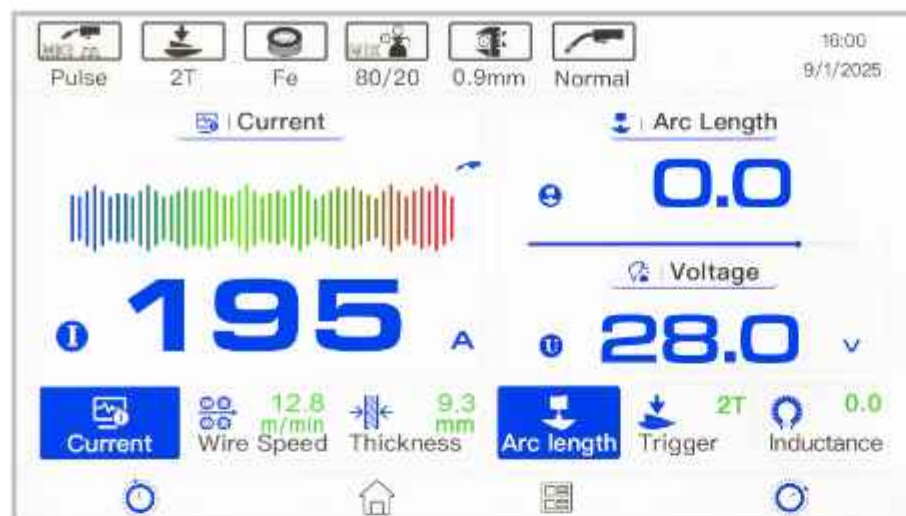 Pulse 2T Fe 80/20 0.9mm Normal
16:00
9/1/2025
Current
195 A
Arc Length
0.0
Voltage
28.0 V
Current
12.8 m/min
Wire Speed
9.3 mm
Thickness
Arc length
2T
Trigger
0.0
Inductance